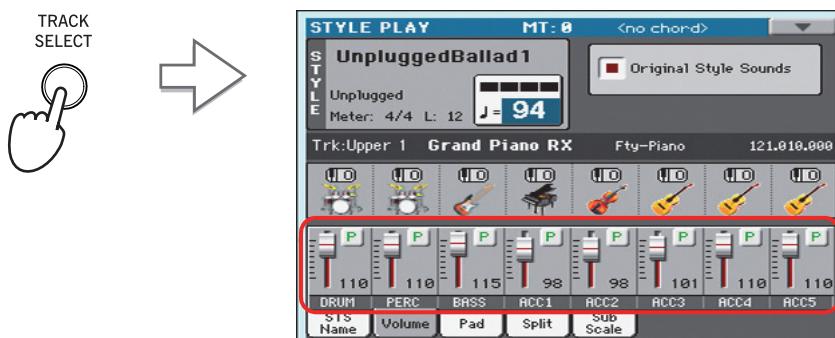 TRACK
SELECT
STYLE PLAY MT: 0 <no chord>
STYLE
UnpluggedBallad1
Unplugged
Meter: 4/4 L: 12 ♩= 94
Original Style Sounds
Trk:Upper 1 Grand Piano RX Fty-Piano 121.010.000
P P P P P P P P
110 110 115 98 98 101 110 110
DRUM PERC BASS ACC1 ACC2 ACC3 ACC4 ACC5
STS Name Volume Pad Split Sub Scale